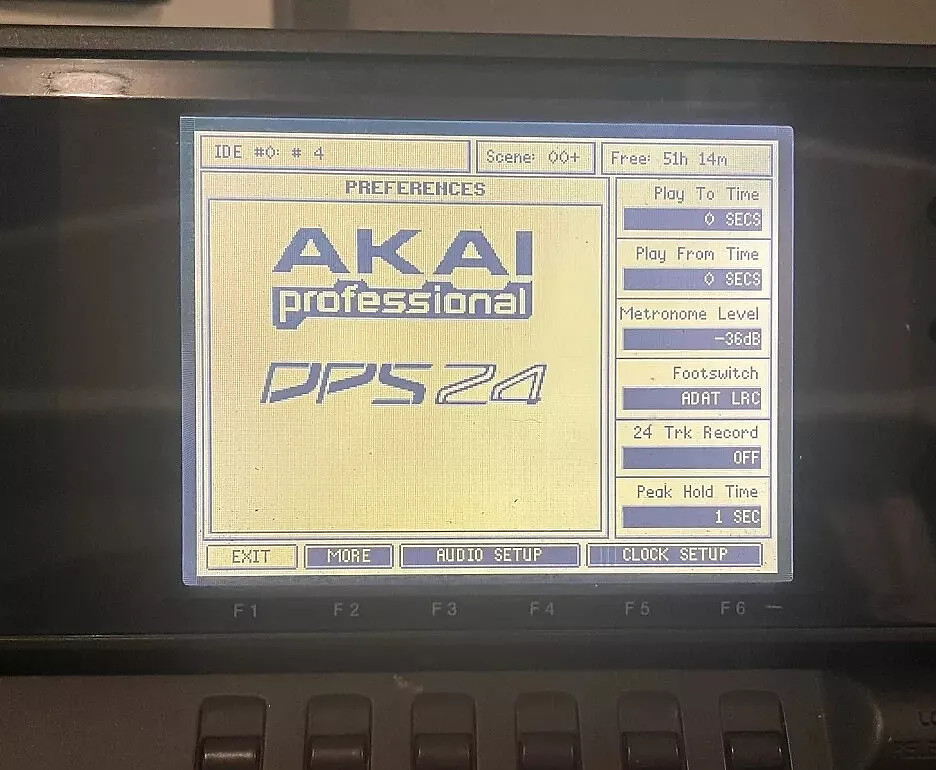 IDE #0: # 4
Scene: 00+
Free: 51h 14m
PREFERENCES
AKAI
professional
DPS24
Play To Time
0 SECS
Play From Time
0 SECS
Metronome Level
-36dB
Footswitch
ADAT LRC
24 Trk Record
OFF
Peak Hold Time
1 SEC
EXIT
MORE
AUDIO SETUP
CLOCK SETUP
F1 F2 F3 F4 F5 F6